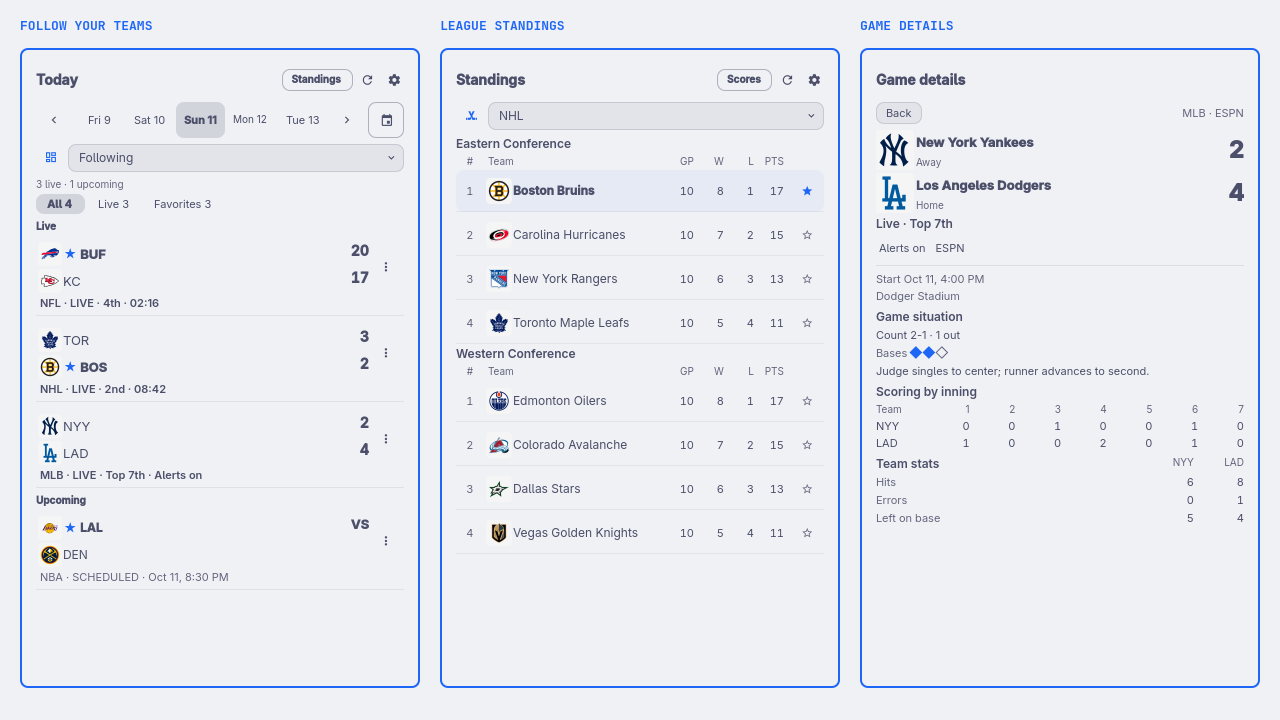 FOLLOW YOUR TEAMS
Today
Standings
Fri 9
Sat 10
Sun 11
Mon 12
Tue 13
Following
3 live · 1 upcoming
All 4
Live 3
Favorites 3
Live
★ BUF 20
KC 17
NFL · LIVE · 4th · 02:16
TOR 3
★ BOS 2
NHL · LIVE · 2nd · 08:42
NYY 2
LAD 4
MLB · LIVE · Top 7th · Alerts on
Upcoming
★ LAL VS
DEN
NBA · SCHEDULED · Oct 11, 8:30 PM
LEAGUE STANDINGS
Standings
Scores
NHL
Eastern Conference
# Team GP W L PTS
1 Boston Bruins 10 8 1 17
2 Carolina Hurricanes 10 7 2 15
3 New York Rangers 10 6 3 13
4 Toronto Maple Leafs 10 5 4 11
Western Conference
# Team GP W L PTS
1 Edmonton Oilers 10 8 1 17
2 Colorado Avalanche 10 7 2 15
3 Dallas Stars 10 6 3 13
4 Vegas Golden Knights 10 5 4 11
GAME DETAILS
Game details
Back
MLB · ESPN
New York Yankees 2
Away
Los Angeles Dodgers 4
Home
Live · Top 7th
Alerts on ESPN
Start Oct 11, 4:00 PM
Dodger Stadium
Game situation
Count 2-1 · 1 out
Bases
Judge singles to center; runner advances to second.
Scoring by inning
Team 1 2 3 4 5 6 7
NYY 0 0 1 0 0 1 0
LAD 1 0 0 2 0 1 0
Team stats NYY LAD
Hits 6 8
Errors 0 1
Left on base 5 4